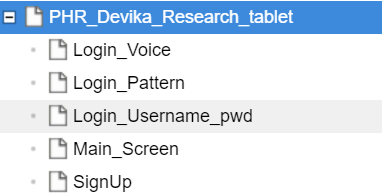 PHR_Devika_Research_tablet
Login_Voice
Login_Pattern
Login_Username_pwd
Main_Screen
SignUp